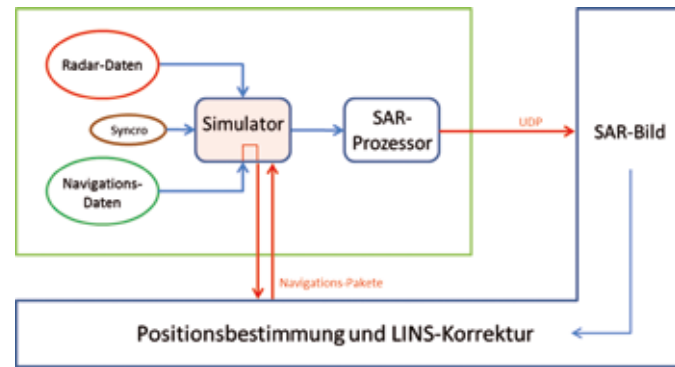 Radar-Daten
Syncro
Navigations-
Daten
Simulator
SAR-
Prozessor
UDP
SAR-Bild
Navigations-Pakete
Positionsbestimmung und LINS-Korrektur